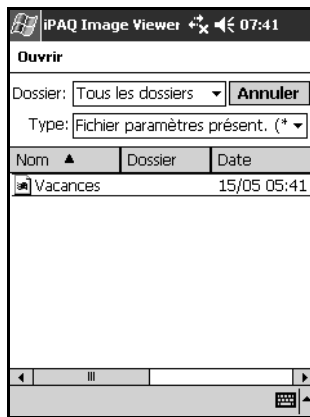 iPAQ Image Viewer 07:41
Ouvrir
Dossier: Tous les dossiers Annuler
Type: Fichier paramètres présent. (*
Nom Dossier Date
Vacances 15/05 05:41